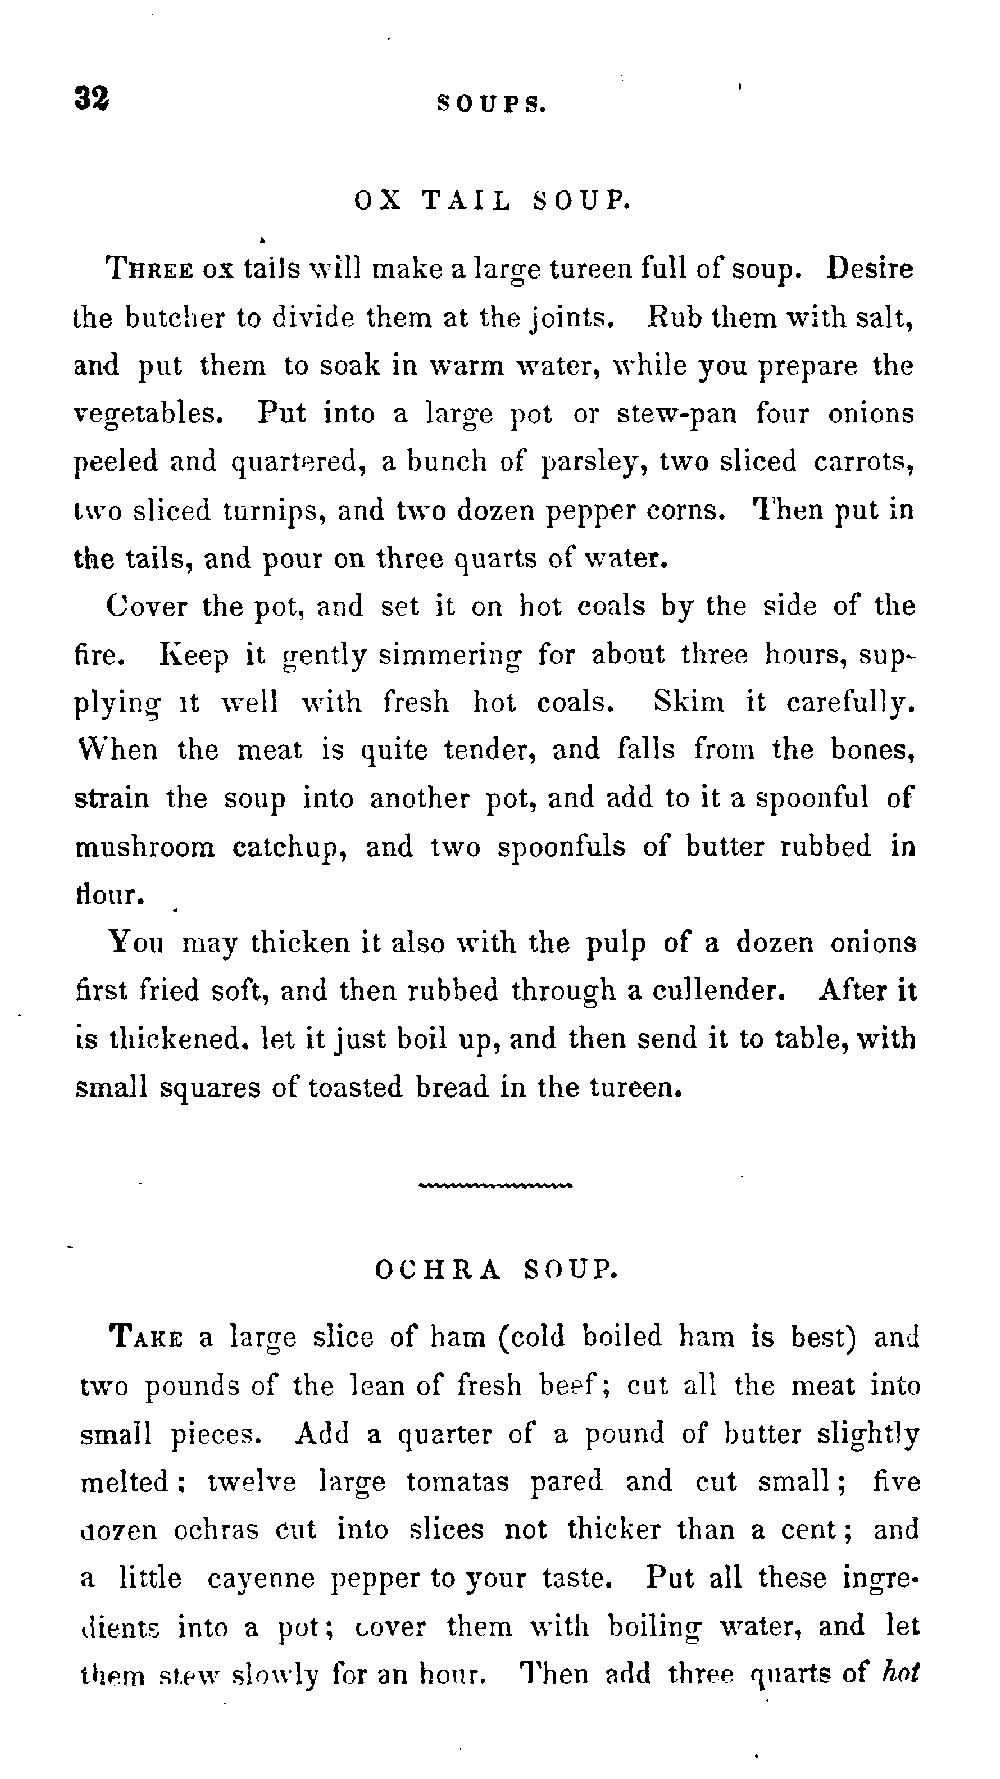 32 SOUPS.
OX TAIL SOUP.
THREE ox tails will make a large tureen full of soup. Desire
the butcher to divide them at the joints. Rub them with salt,
and put them to soak in warm water, while you prepare the
vegetables. Put into a large pot or stew-pan four onions
peeled and quartered, a bunch of parsley, two sliced carrots,
two sliced turnips, and two dozen pepper corns. Then put in
the tails, and pour on three quarts of water.
Cover the pot, and set it on hot coals by the side of the
fire. Keep it gently simmering for about three hours, sup-
plying it well with fresh hot coals. Skim it carefully.
When the meat is quite tender, and falls from the bones,
strain the soup into another pot, and add to it a spoonful of
mushroom catchup, and two spoonfuls of butter rubbed in
flour.
You may thicken it also with the pulp of a dozen onions
first fried soft, and then rubbed through a cullender. After it
is thickened. let it just boil up, and then send it to table, with
small squares of toasted bread in the tureen.
OCHRA SOUP.
TAKE a large slice of ham (cold boiled ham is best) and
two pounds of the lean of fresh beef; cut all the meat into
small pieces. Add a quarter of a pound of butter slightly
melted; twelve large tomatas pared and cut small; five
dozen ochras cut into slices not thicker than a cent; and
a little cayenne pepper to your taste. Put all these ingre-
dients into a pot; cover them with boiling water, and let
them stew slowly for an hour. Then add three quarts of hot